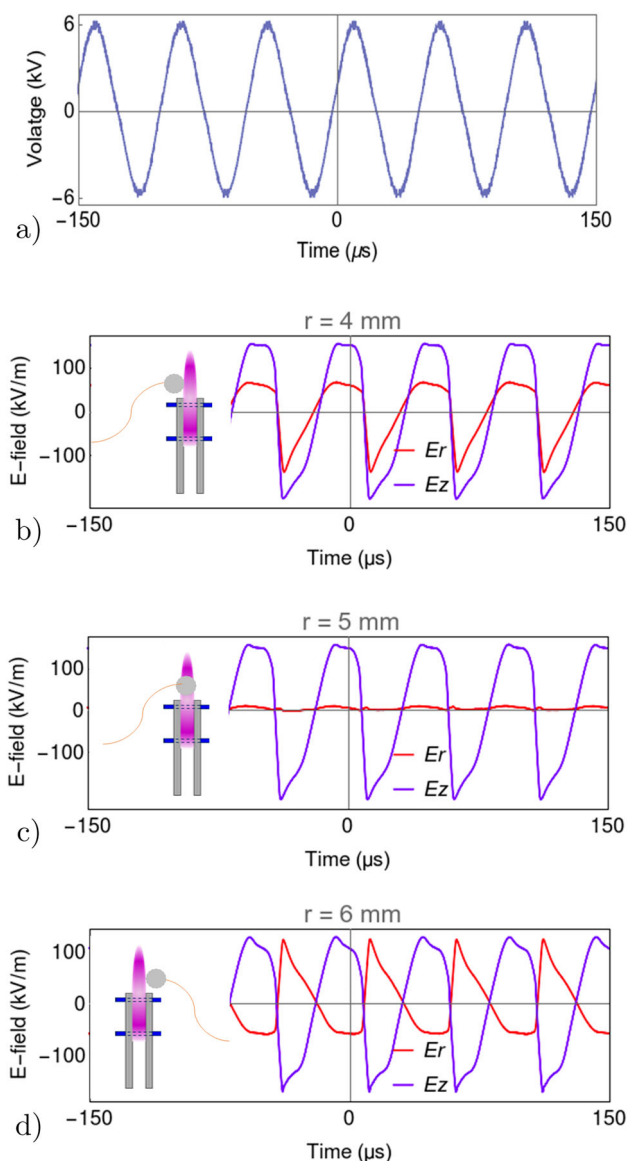 6
0
−6
Volatge (kV)
−150 0 150
Time (μs)
a)
r = 4 mm
100
0
−100
E−field (kV/m)
Er
Ez
−150 0 150
Time (μs)
b)
r = 5 mm
100
0
−100
E−field (kV/m)
Er
Ez
−150 0 150
Time (μs)
c)
r = 6 mm
100
0
−100
E−field (kV/m)
Er
Ez
−150 0 150
Time (μs)
d)